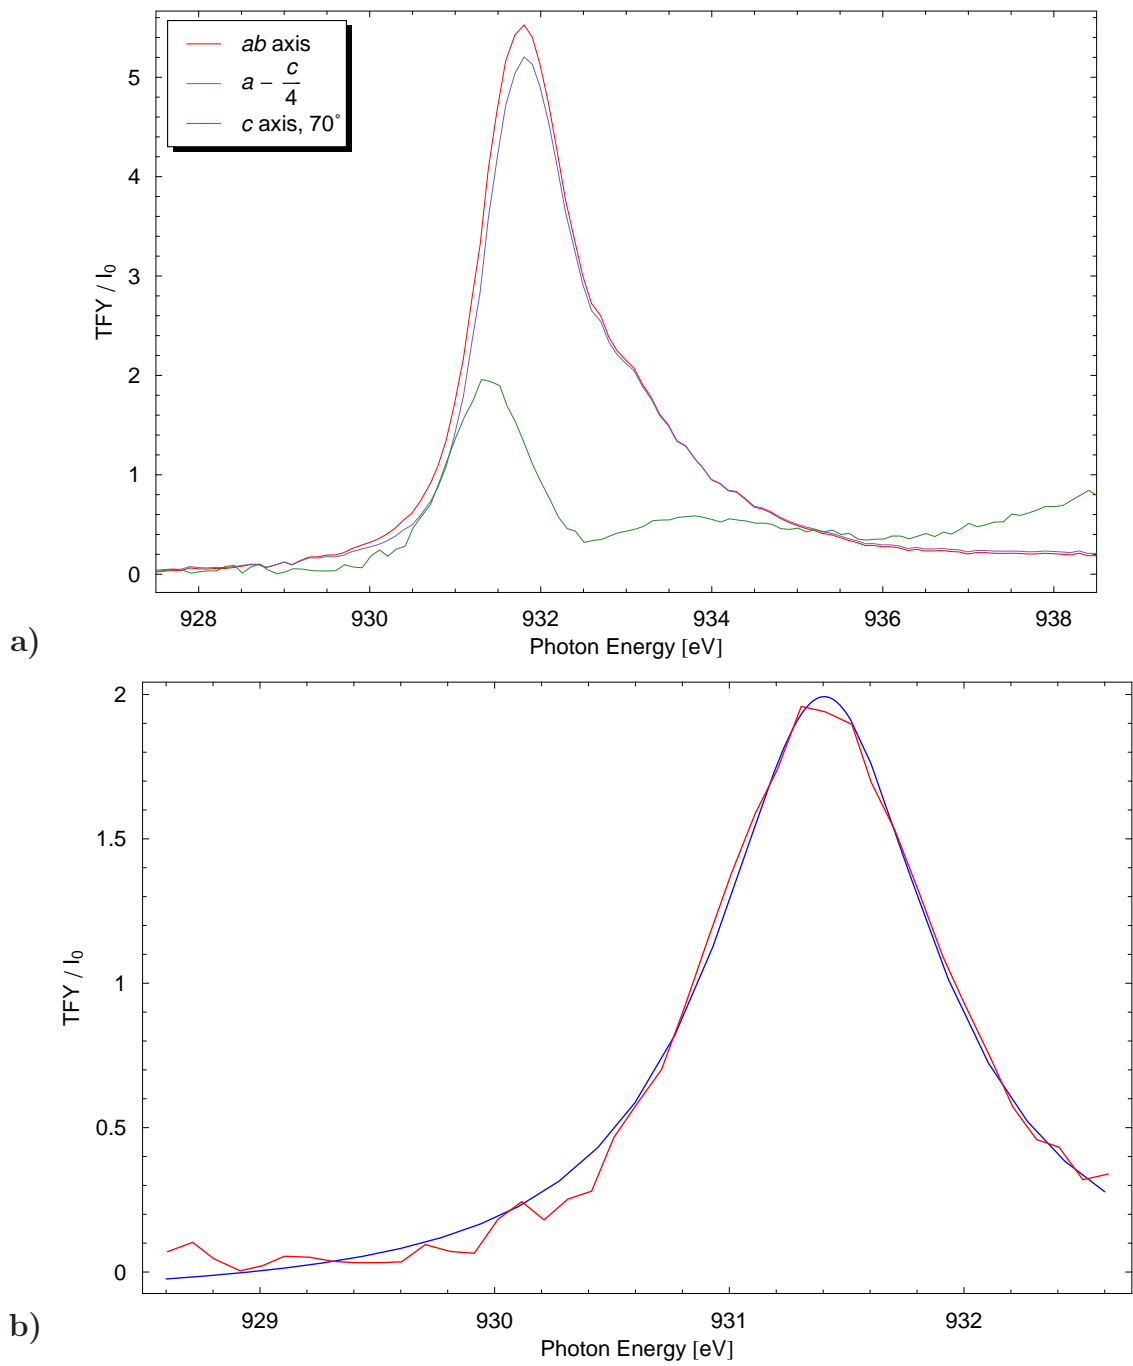 ab axis
a − c/4
c axis, 70°
5
4
3
2
1
0
TFY / I₀
928 930 932 934 936 938
Photon Energy [eV]
a)
2
1.5
1
0.5
0
TFY / I₀
929 930 931 932
Photon Energy [eV]
b)